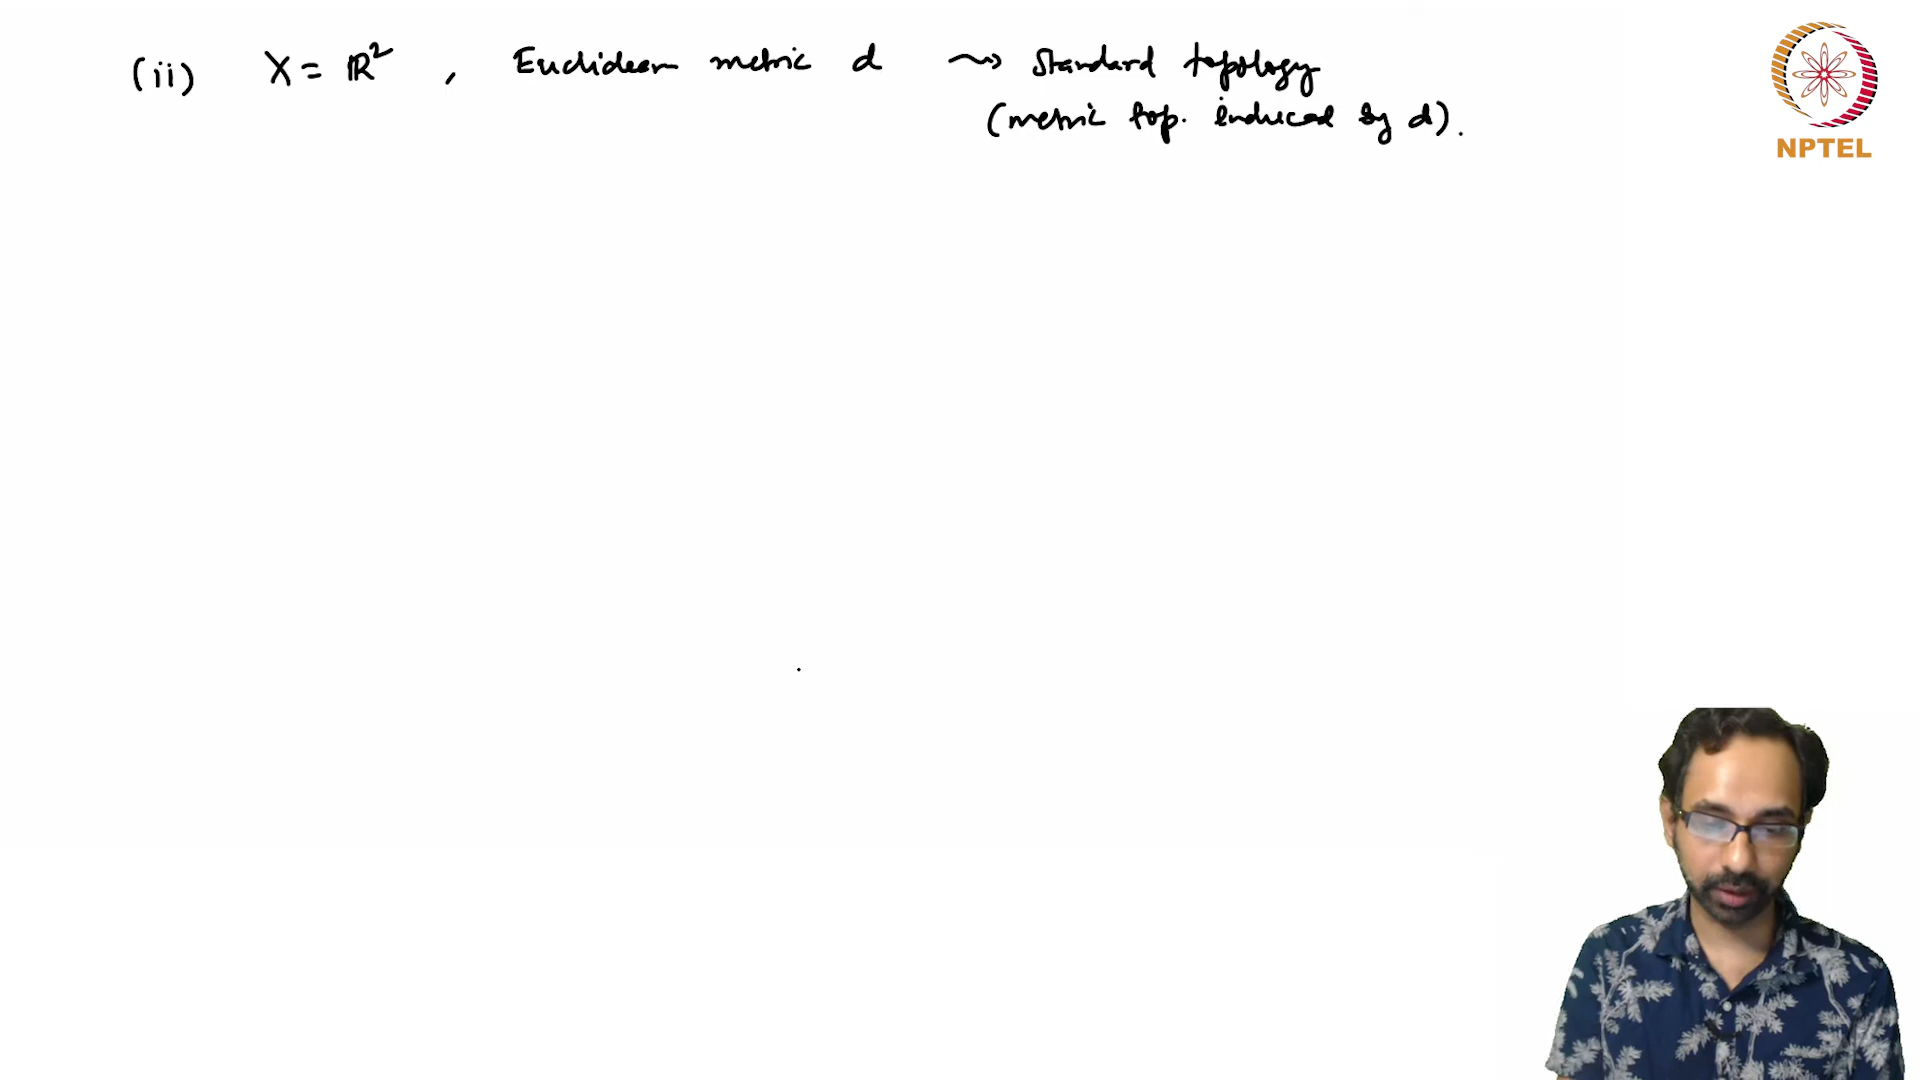 (ii) X = ℝ² , Euclidean metric d ⇝ Standard topology
(metric top. induced by d).
NPTEL